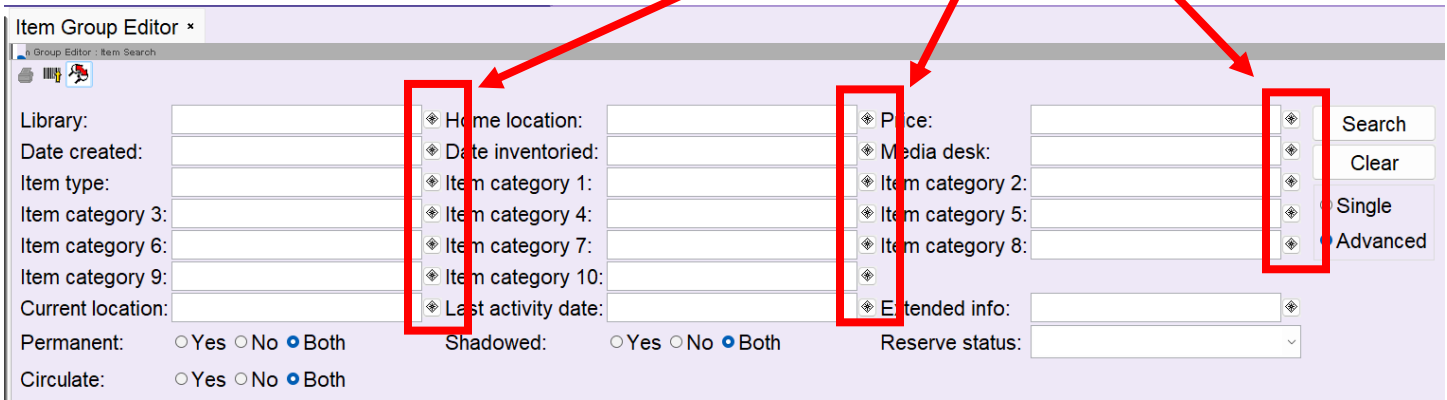 Item Group Editor ×
n Group Editor : Item Search
Library: Home location: Price: Search
Date created: Date inventoried: Media desk: Clear
Item type: Item category 1: Item category 2:
Item category 3: Item category 4: Item category 5: Single
Item category 6: Item category 7: Item category 8: Advanced
Item category 9: Item category 10:
Current location: Last activity date: Extended info:
Permanent: Yes No Both Shadowed: Yes No Both Reserve status:
Circulate: Yes No Both